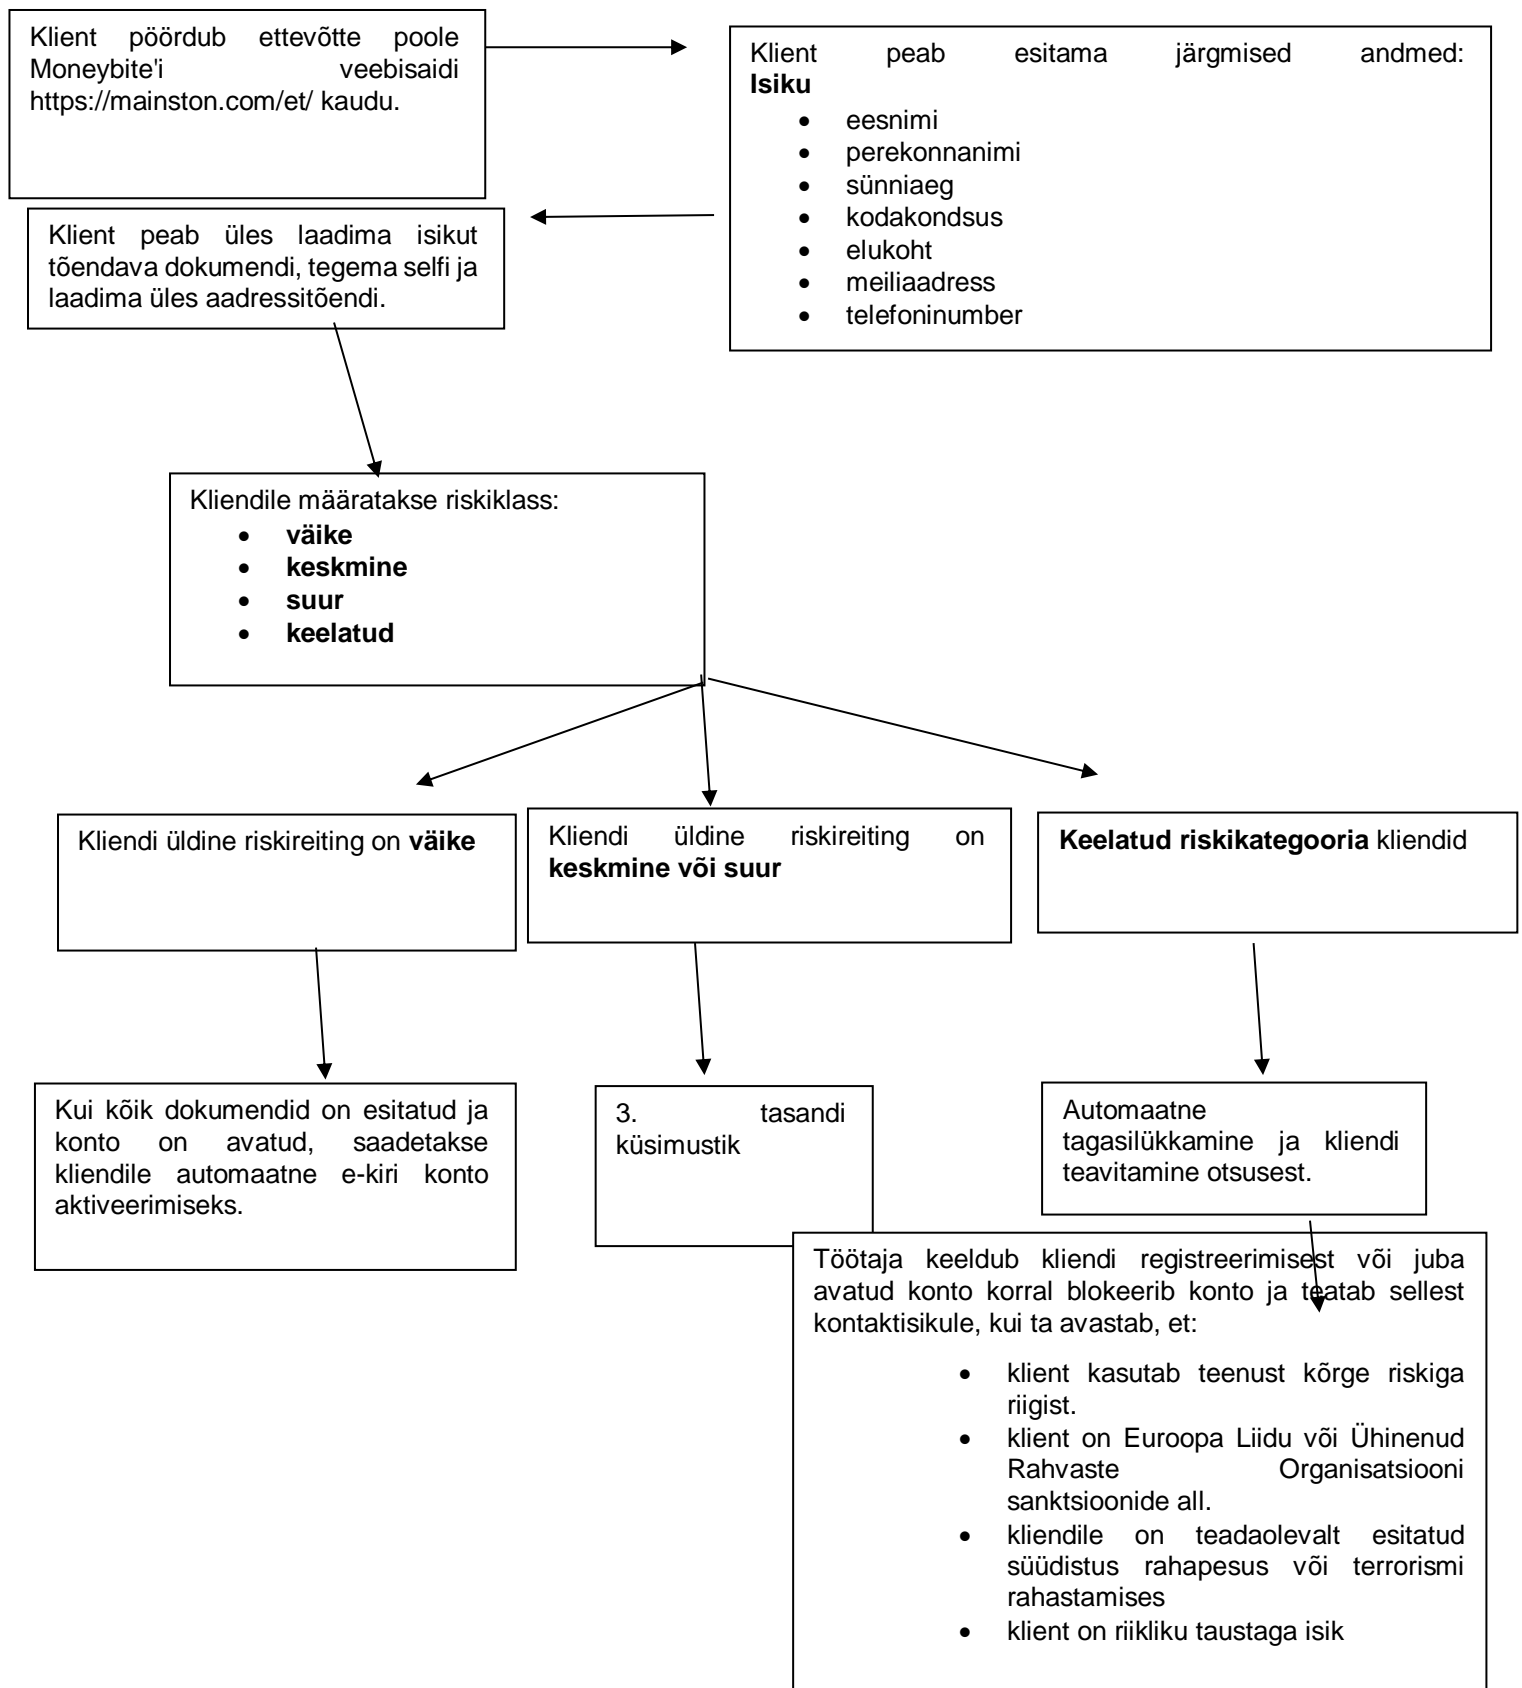 Klient pöördub ettevõtte poole
Moneybite'i veebisaidi
https://mainston.com/et/ kaudu.
Klient peab esitama järgmised andmed:
Isiku
• eesnimi
• perekonnanimi
• sünniaeg
• kodakondsus
• elukoht
• meiliaadress
• telefoninumber
Klient peab üles laadima isikut
tõendava dokumendi, tegema selfi ja
laadima üles aadressitõendi.
Kliendile määratakse riskiklass:
• väike
• keskmine
• suur
• keelatud
Kliendi üldine riskireiting on väike
Kliendi üldine riskireiting on
keskmine või suur
Keelatud riskikategooria kliendid
Kui kõik dokumendid on esitatud ja
konto on avatud, saadetakse
kliendile automaatne e-kiri konto
aktiveerimiseks.
3. tasandi
küsimustik
Automaatne
tagasilükkamine ja kliendi
teavitamine otsusest.
Töötaja keeldub kliendi registreerimisest või juba
avatud konto korral blokeerib konto ja teatab sellest
kontaktisikule, kui ta avastab, et:
• klient kasutab teenust kõrge riskiga
riigist.
• klient on Euroopa Liidu või Ühinenud
Rahvaste Organisatsiooni
sanktsioonide all.
• kliendile on teadaolevalt esitatud
süüdistus rahapesus või terrorismi
rahastamises
• klient on riikliku taustaga isik